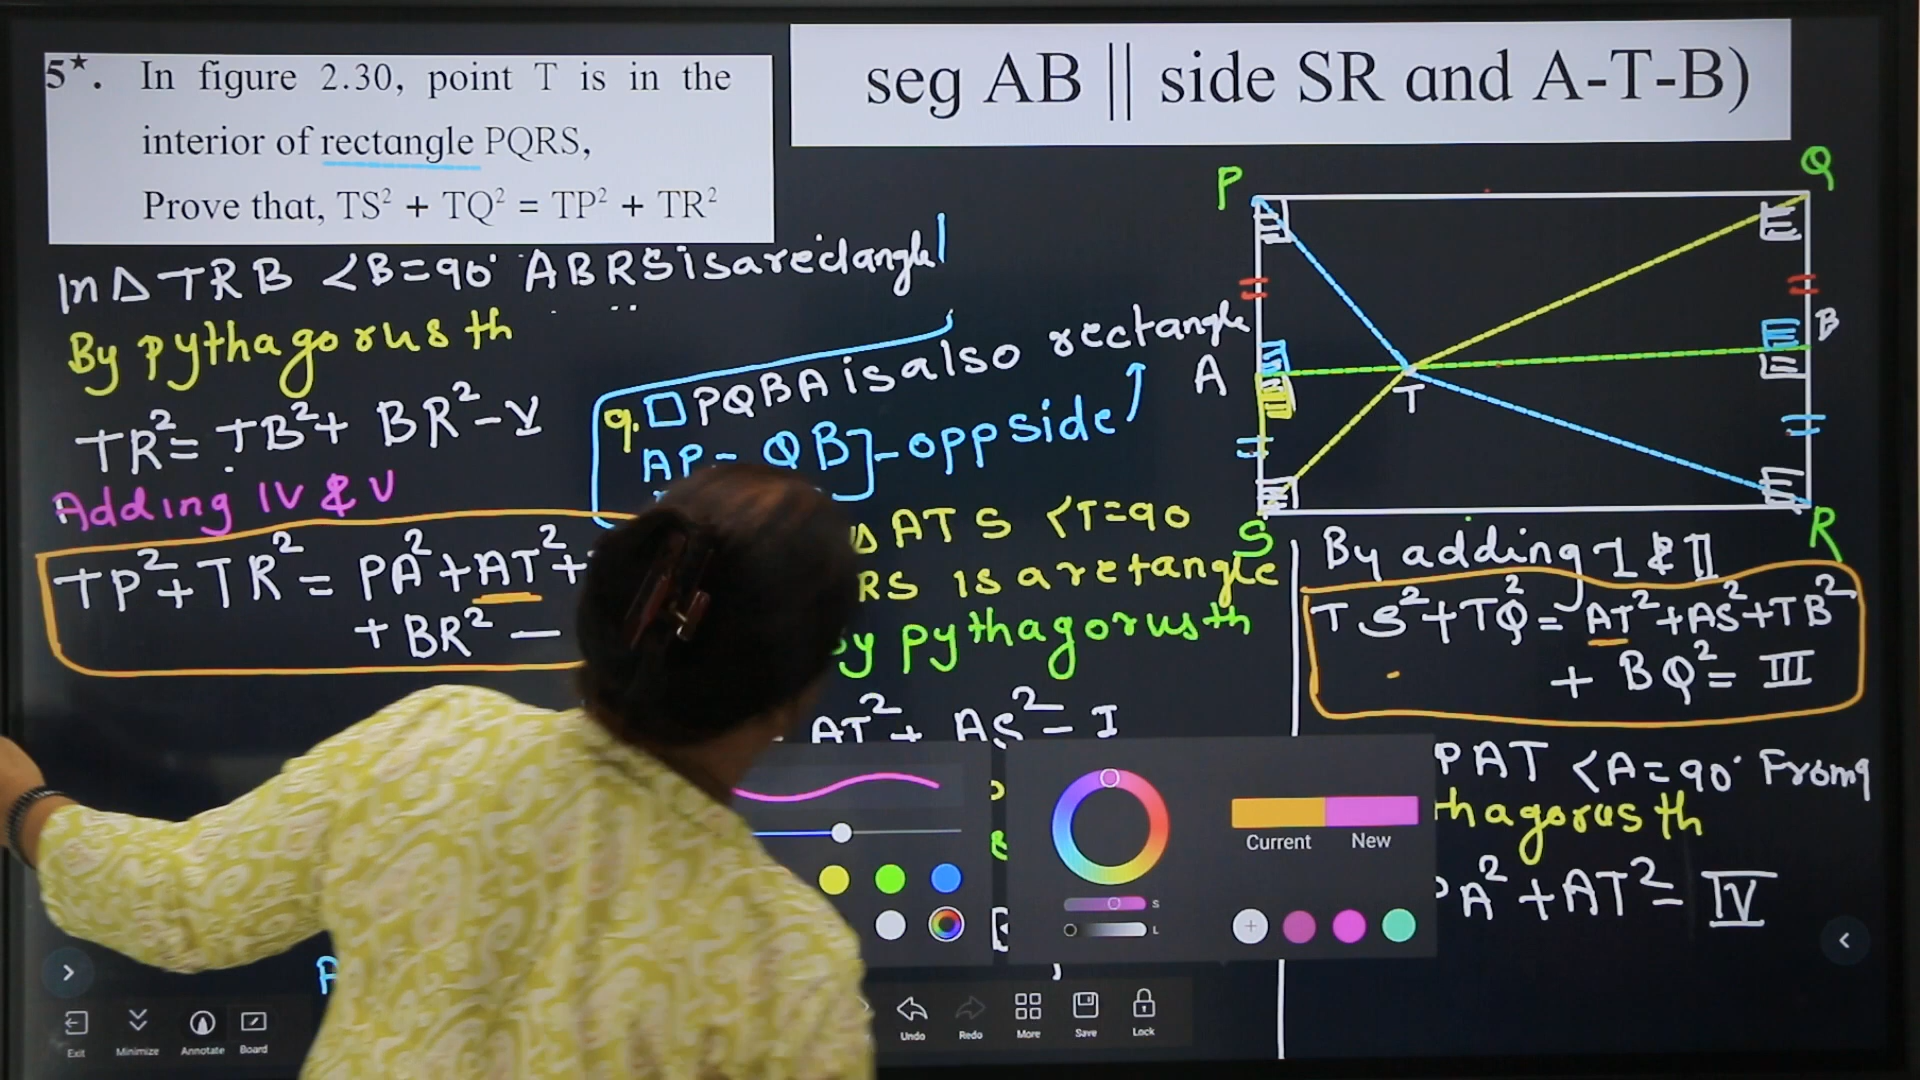 5*. In figure 2.30, point T is in the
interior of rectangle PQRS,
Prove that, TS² + TQ² = TP² + TR²
seg AB || side SR and A-T-B)
In Δ TRB <B=90° ABRS is a rectangle
By pythagorus th
TR² = TB² + BR² - V
Adding IV & V
TP² + TR² = PA² + AT² +
+ BR² —
9. □PQBA is also rectangle
AP = QB] - opp side
Δ ATS <T=90
RS is a retangle
By pythagorus th
AT² + AS² - I
P
Q
A
B
T
S
R
By adding I & II
TS² + TQ² = AT² + AS² + TB²
+ BQ² = III
PAT <A=90° From 9
thagorus th
PA² + AT² = IV
Current
New
S
L
Exit
Minimize
Annotate
Board
Undo
Redo
More
Save
Lock